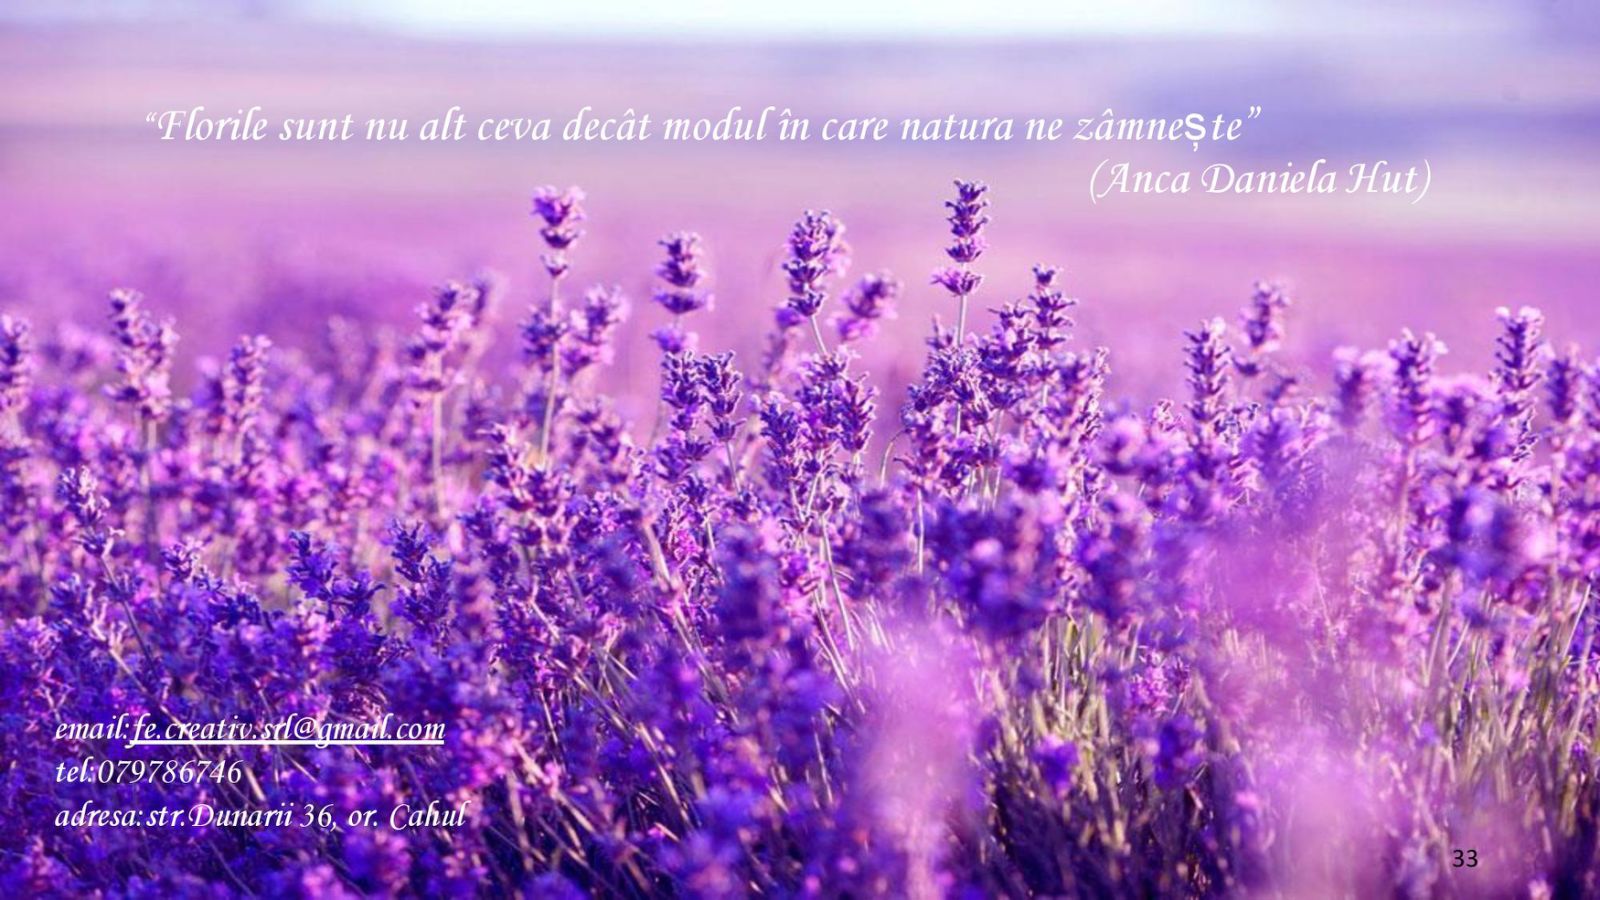 “Florile sunt nu alt ceva decât modul în care natura ne zâmnește”
(Anca Daniela Hut)
email:fe.creativ.srl@gmail.com
tel:079786746
adresa:str.Dunarii 36, or. Cahul
33